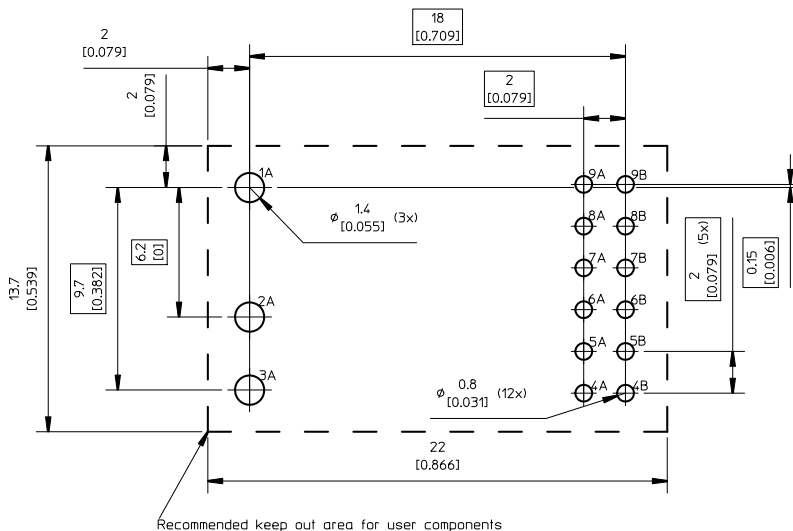 18
[0.709]
2
[0.079]
2
[0.079]
2
[0.079]
1A
9A
9B
ø 1.4 (3x)
[0.055]
8A
8B
6.2
[0]
7A
7B
2 (5x)
[0.079]
0.15
[0.006]
13.7
[0.539]
9.7
[0.382]
2A
6A
6B
5A
5B
3A
ø 0.8 (12x)
[0.031]
4A
4B
22
[0.866]
Recommended keep out area for user components